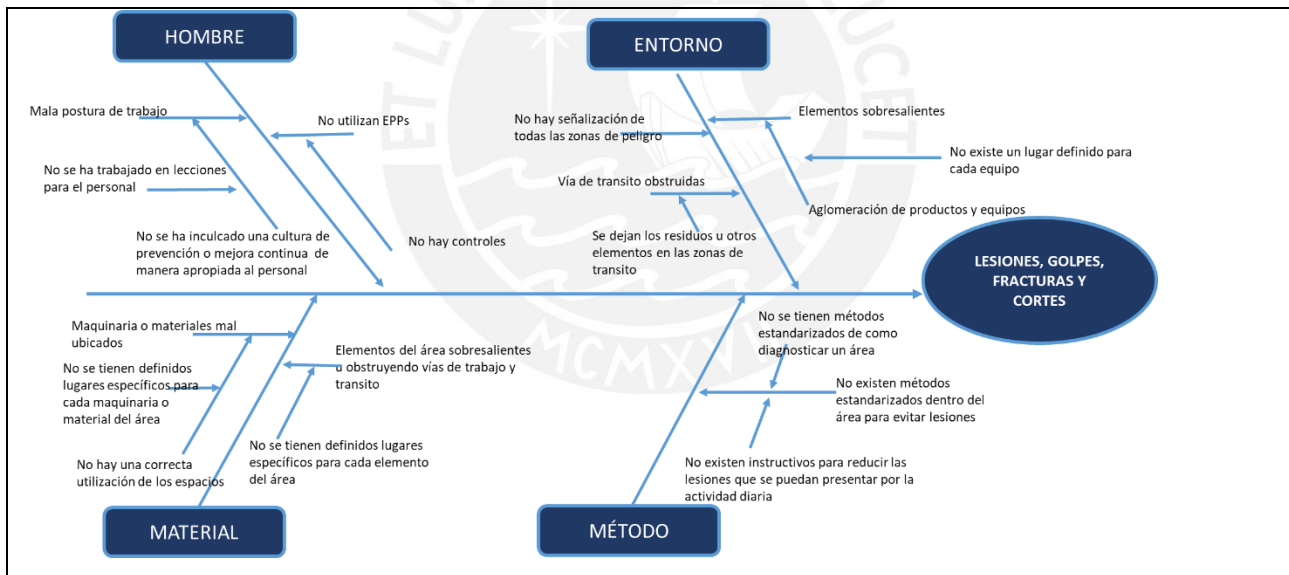 HOMBRE
ENTORNO
Mala postura de trabajo
No utilizan EPPs
No se ha trabajado en lecciones
para el personal
No se ha inculcado una cultura de
prevención o mejora continua de
manera apropiada al personal
No hay controles
No hay señalización de
todas las zonas de peligro
Elementos sobresalientes
No existe un lugar definido para
cada equipo
Vía de transito obstruidas
Aglomeración de productos y equipos
Se dejan los residuos u otros
elementos en las zonas de
transito
LESIONES, GOLPES,
FRACTURAS Y
CORTES
Maquinaria o materiales mal
ubicados
No se tienen definidos
lugares específicos para
cada maquinaria o
material del área
No hay una correcta
utilización de los espacios
Elementos del área sobresalientes
u obstruyendo vías de trabajo y
transito
No se tienen definidos lugares
específicos para cada elemento
del área
No se tienen métodos
estandarizados de como
diagnosticar un área
No existen métodos
estandarizados dentro del
área para evitar lesiones
No existen instructivos para reducir las
lesiones que se puedan presentar por la
actividad diaria
MATERIAL
MÉTODO
ET LUX
LUCET